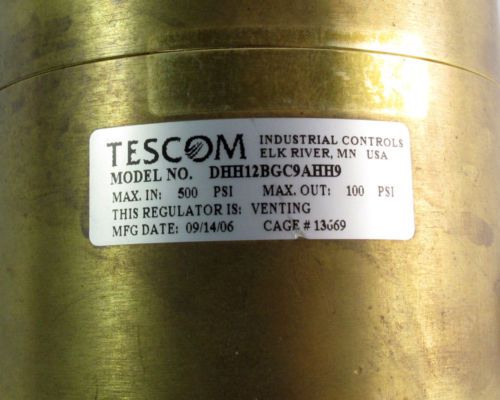 TESCOM INDUSTRIAL CONTROLS
ELK RIVER, MN USA
MODEL NO. DHH12BGC9AHH9
MAX. IN: 500 PSI MAX. OUT: 100 PSI
THIS REGULATOR IS: VENTING
MFG DATE: 09/14/06 CAGE # 13669